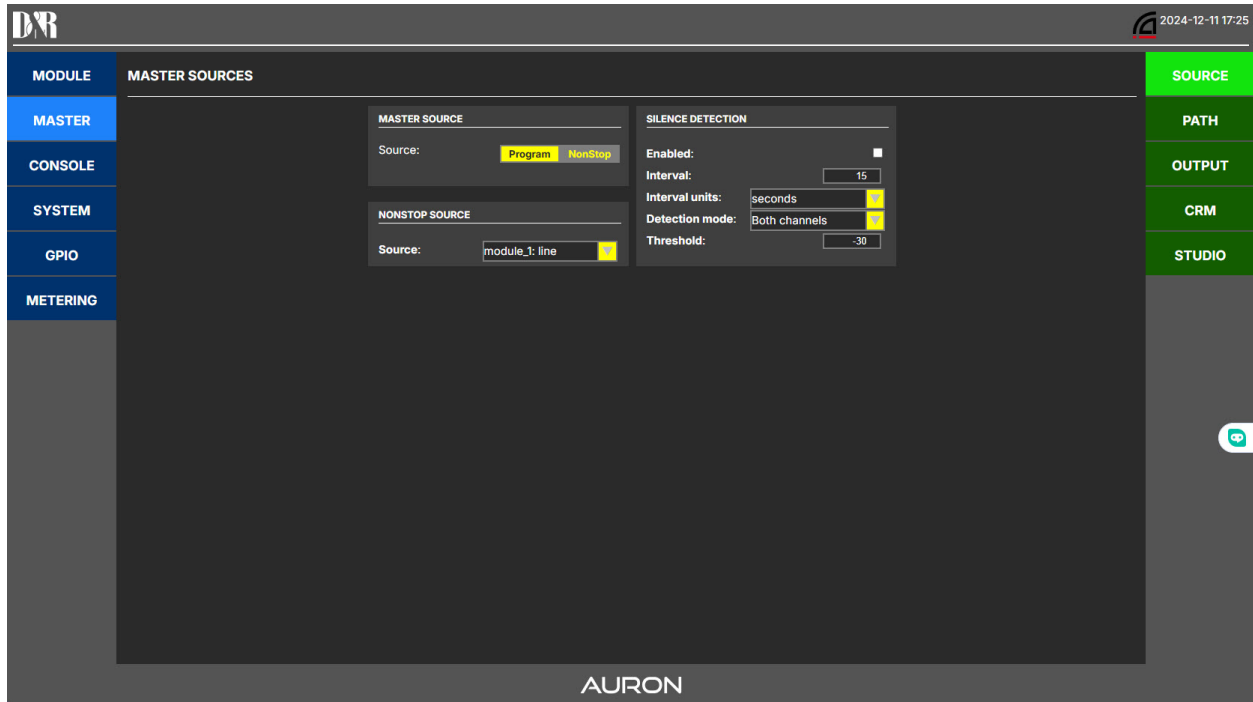 D&R
2024-12-11 17:25
MODULE
MASTER
CONSOLE
SYSTEM
GPIO
METERING
MASTER SOURCES
MASTER SOURCE
Source:
Program NonStop
NONSTOP SOURCE
Source: module_1: line
SILENCE DETECTION
Enabled:
Interval: 15
Interval units: seconds
Detection mode: Both channels
Threshold: -30
SOURCE
PATH
OUTPUT
CRM
STUDIO
AURON